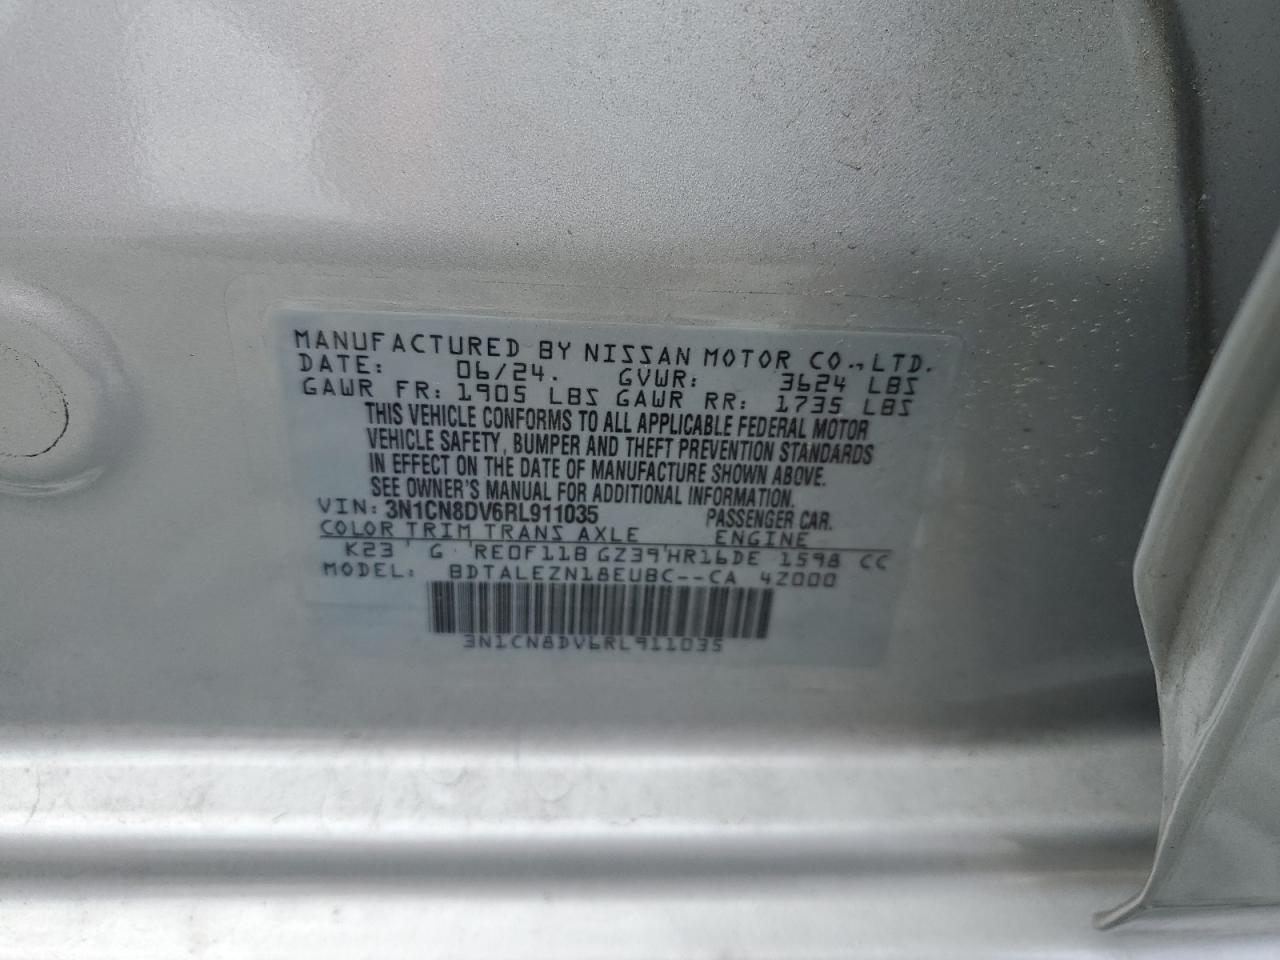 MANUFACTURED BY NISSAN MOTOR CO., LTD.
DATE: 06/24. GVWR: 3624 LBS
GAWR FR: 1905 LBS GAWR RR: 1735 LBS
THIS VEHICLE CONFORMS TO ALL APPLICABLE FEDERAL MOTOR
VEHICLE SAFETY, BUMPER AND THEFT PREVENTION STANDARDS
IN EFFECT ON THE DATE OF MANUFACTURE SHOWN ABOVE.
SEE OWNER'S MANUAL FOR ADDITIONAL INFORMATION.
VIN: 3N1CN8DV6RL911035 PASSENGER CAR.
COLOR TRIM TRANS AXLE ENGINE
K23 G RE0F11B GZ39 HR16DE 1598 CC
MODEL: BDTALEZN18EUBC--CA 4Z000
3N1CN8DV6RL911035